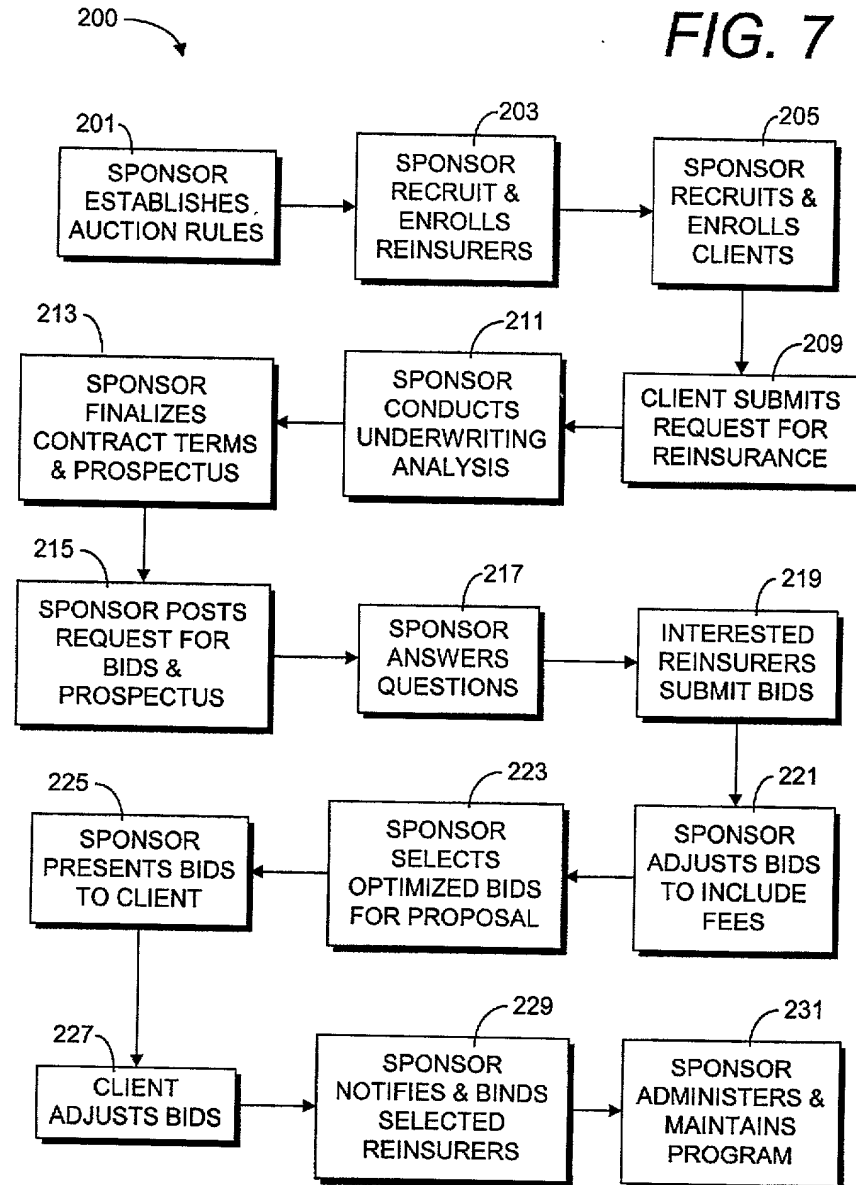 200
FIG. 7
201
SPONSOR
ESTABLISHES
AUCTION RULES
203
SPONSOR
RECRUIT &
ENROLLS
REINSURERS
205
SPONSOR
RECRUITS &
ENROLLS
CLIENTS
209
CLIENT SUBMITS
REQUEST FOR
REINSURANCE
211
SPONSOR
CONDUCTS
UNDERWRITING
ANALYSIS
213
SPONSOR
FINALIZES
CONTRACT TERMS
& PROSPECTUS
215
SPONSOR POSTS
REQUEST FOR
BIDS &
PROSPECTUS
217
SPONSOR
ANSWERS
QUESTIONS
219
INTERESTED
REINSURERS
SUBMIT BIDS
221
SPONSOR
ADJUSTS BIDS
TO INCLUDE
FEES
223
SPONSOR
SELECTS
OPTIMIZED BIDS
FOR PROPOSAL
225
SPONSOR
PRESENTS BIDS
TO CLIENT
227
CLIENT
ADJUSTS BIDS
229
SPONSOR
NOTIFIES & BINDS
SELECTED
REINSURERS
231
SPONSOR
ADMINISTERS &
MAINTAINS
PROGRAM